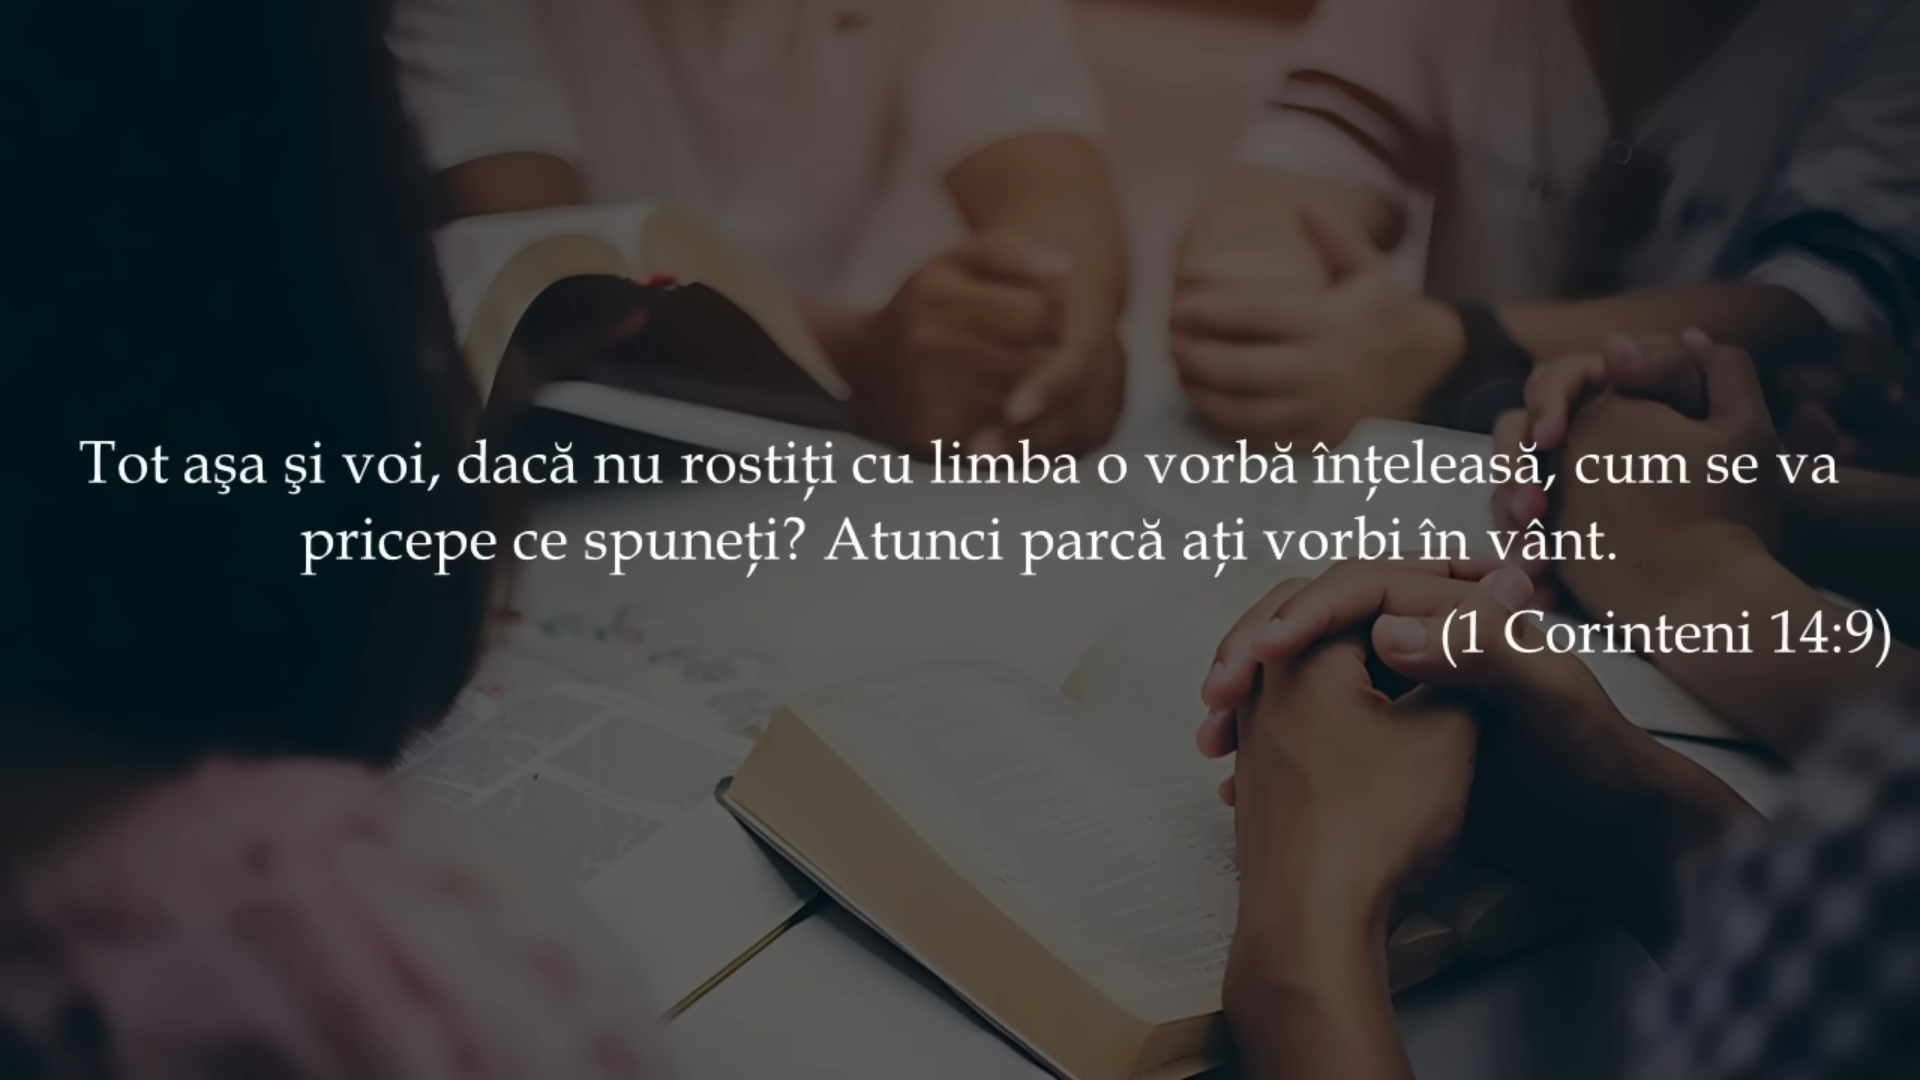 Tot aşa şi voi, dacă nu rostiți cu limba o vorbă înțeleasă, cum se va
pricepe ce spuneți? Atunci parcă ați vorbi în vânt.
(1 Corinteni 14:9)